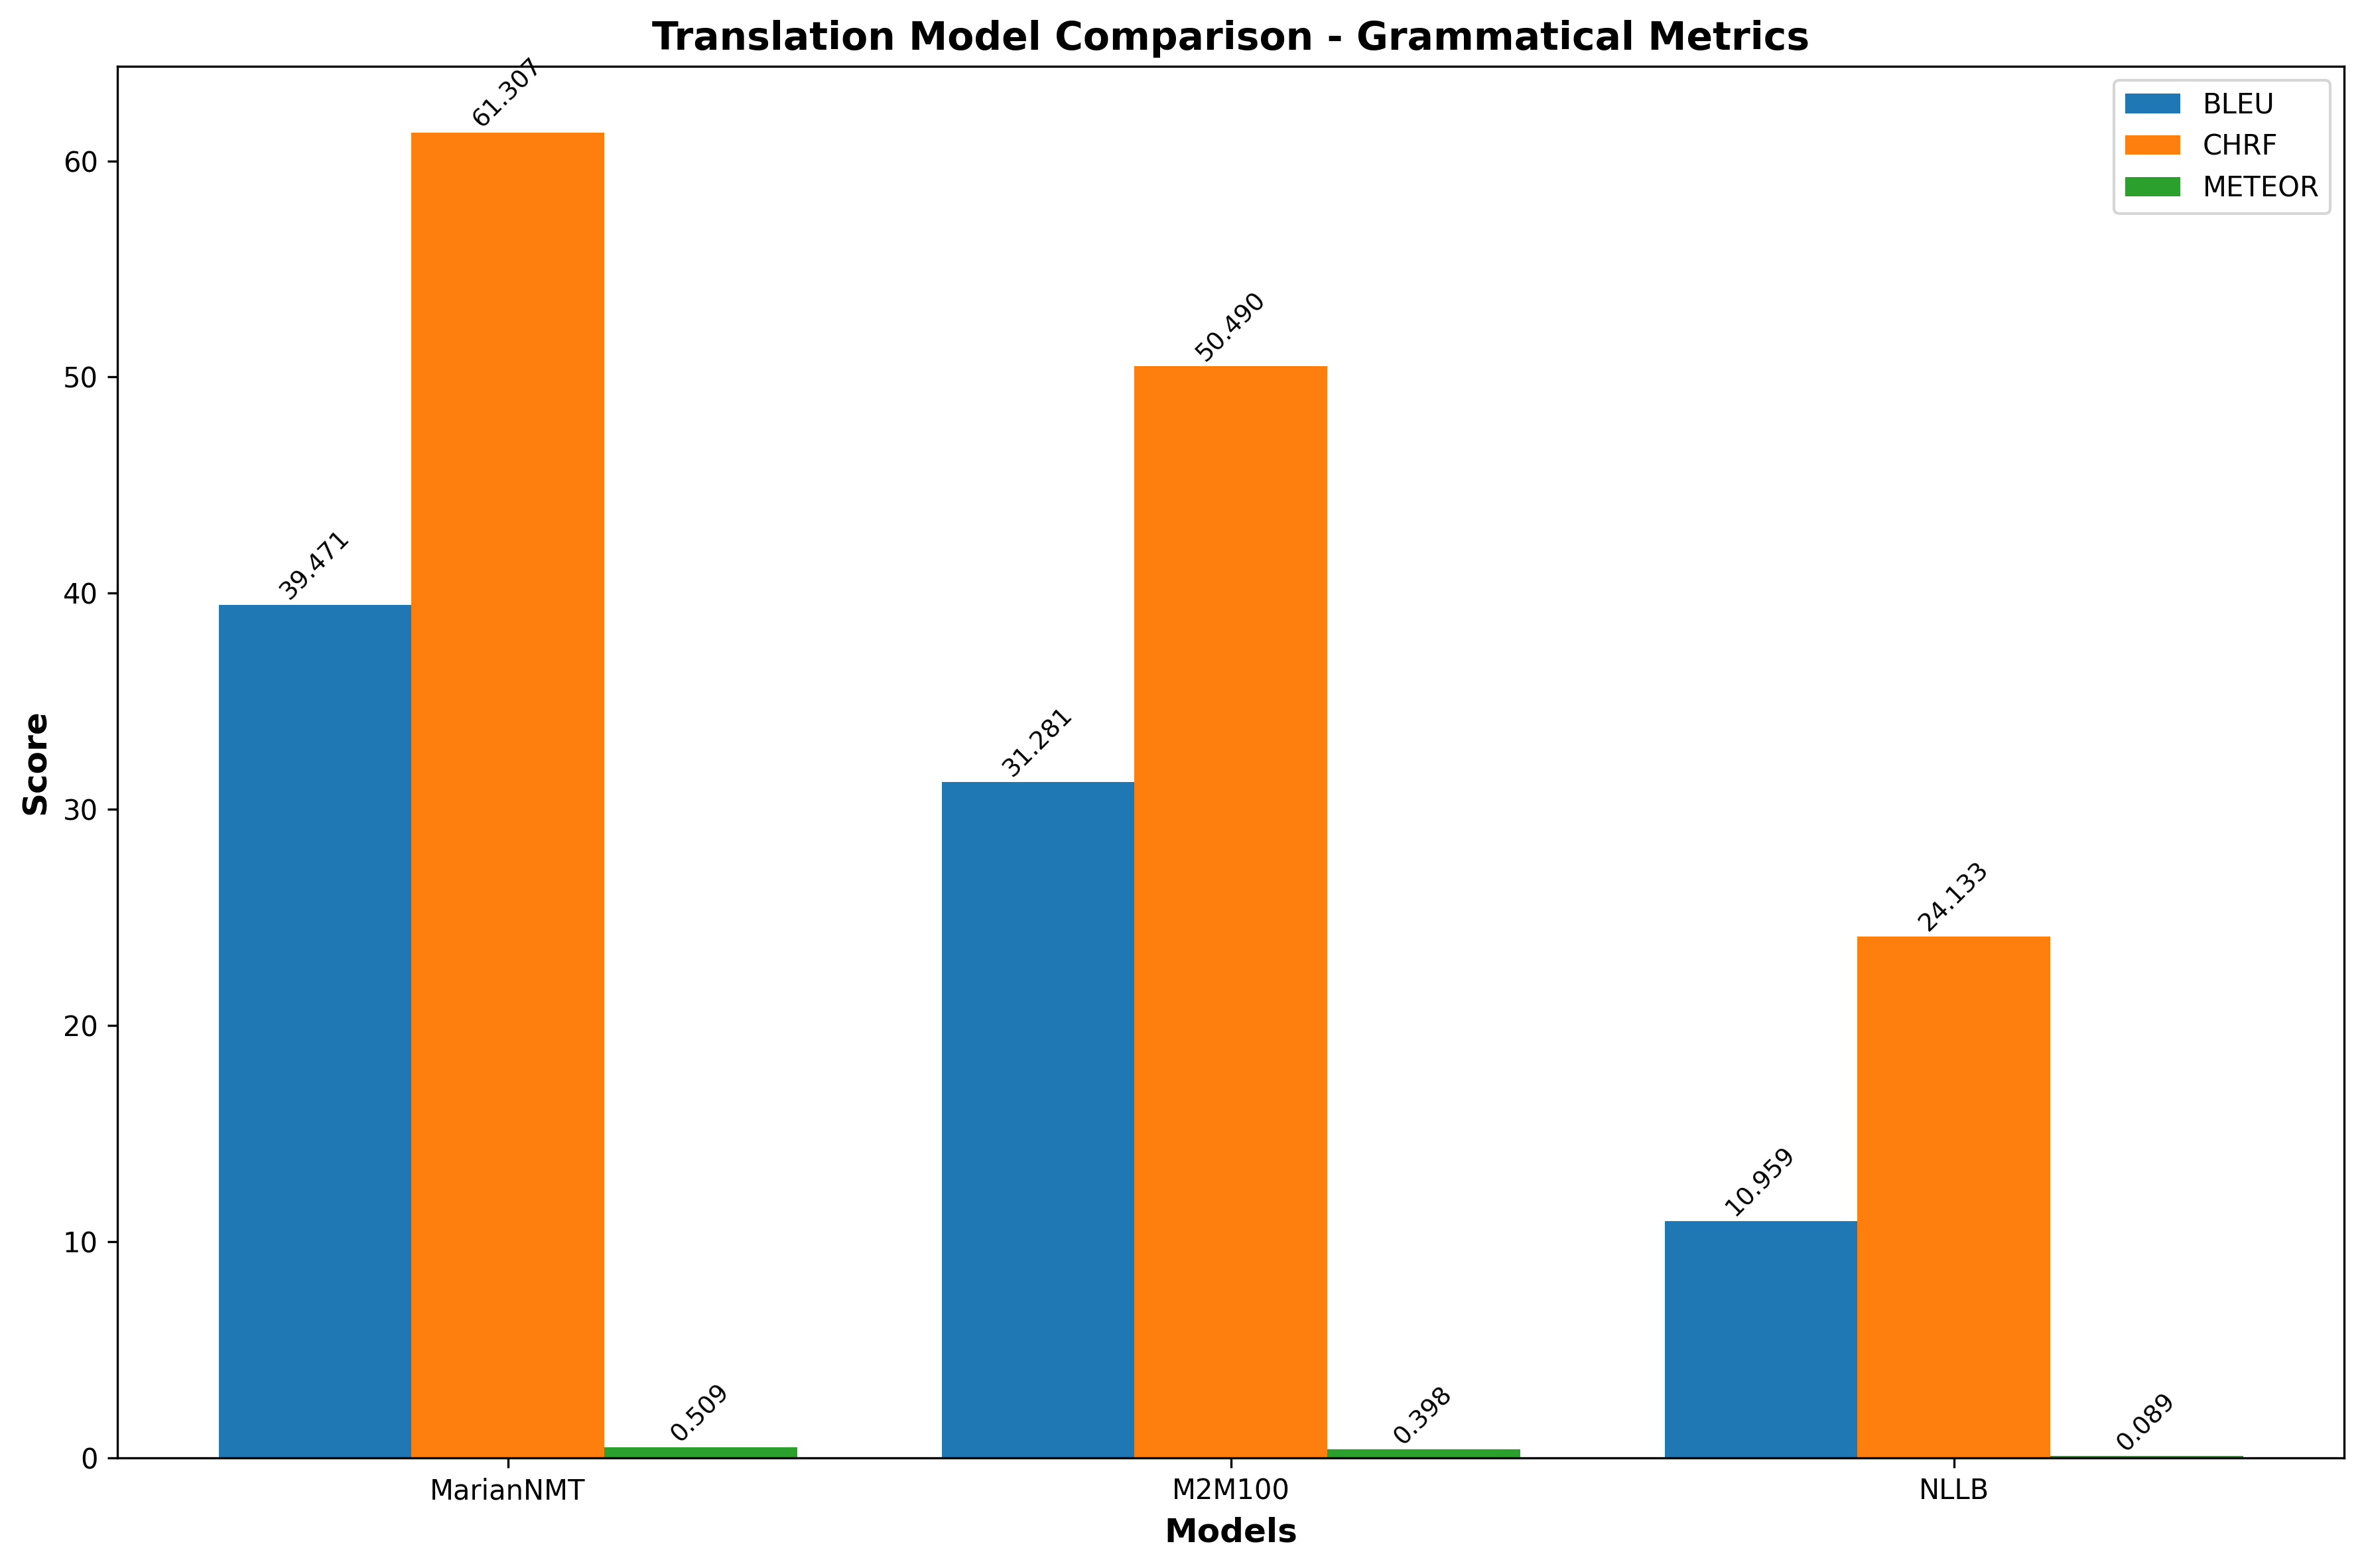 Translation Model Comparison - Grammatical Metrics
BLEU
CHRF
METEOR
Score
60
50
40
30
20
10
0
39.471
61.307
0.509
31.281
50.490
0.398
10.959
24.133
0.089
MarianNMT
M2M100
NLLB
Models